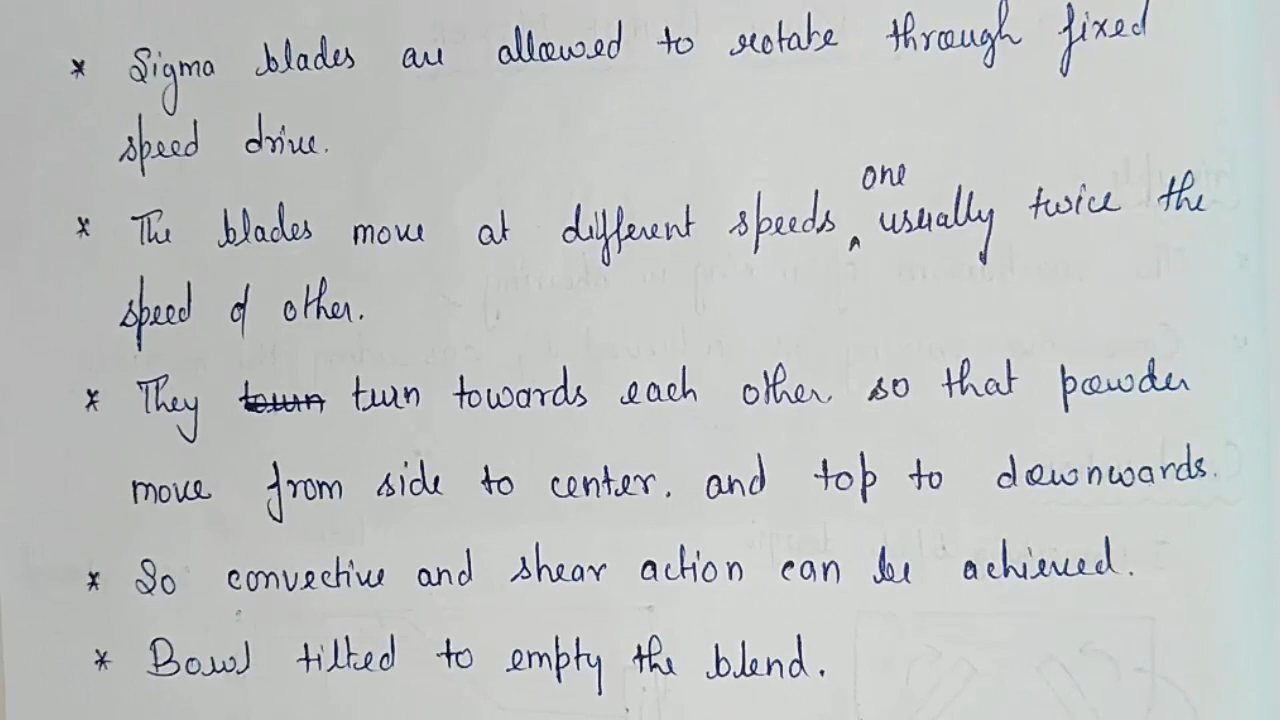 * Sigma blades are allowed to rotate through fixed
speed drive.
* The blades move at different speeds, one usually twice the
speed of other.
* They turn towards each other so that powder
move from side to center. and top to downwards.
* So convective and shear action can be achieved.
* Bowl tilted to empty the blend.